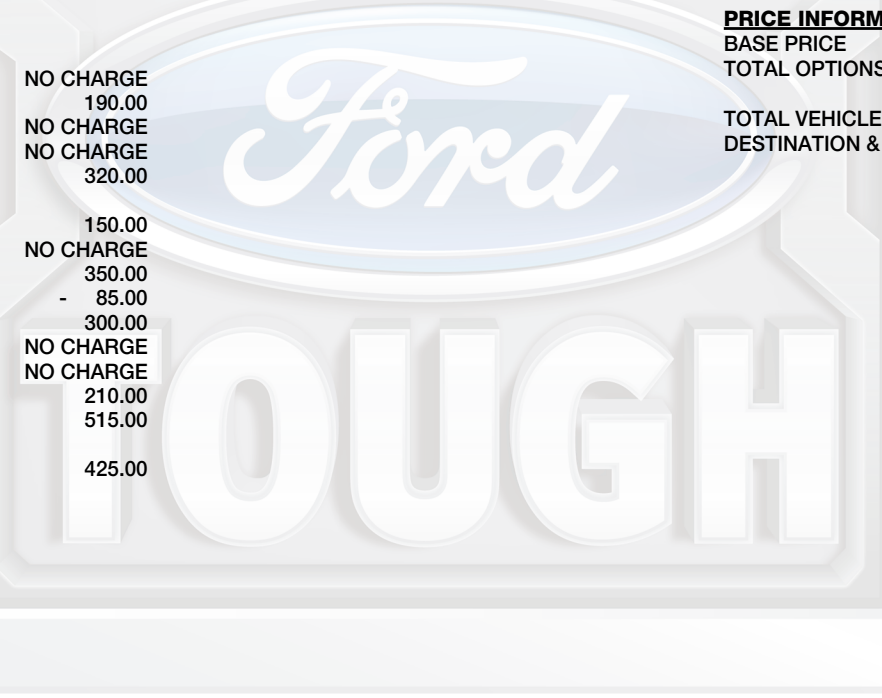 NO CHARGE
190.00
NO CHARGE
NO CHARGE
320.00
150.00
NO CHARGE
350.00
- 85.00
300.00
NO CHARGE
NO CHARGE
210.00
515.00
425.00
PRICE INFORM
BASE PRICE
TOTAL OPTIONS
TOTAL VEHICLE
DESTINATION &
Ford
TOUGH